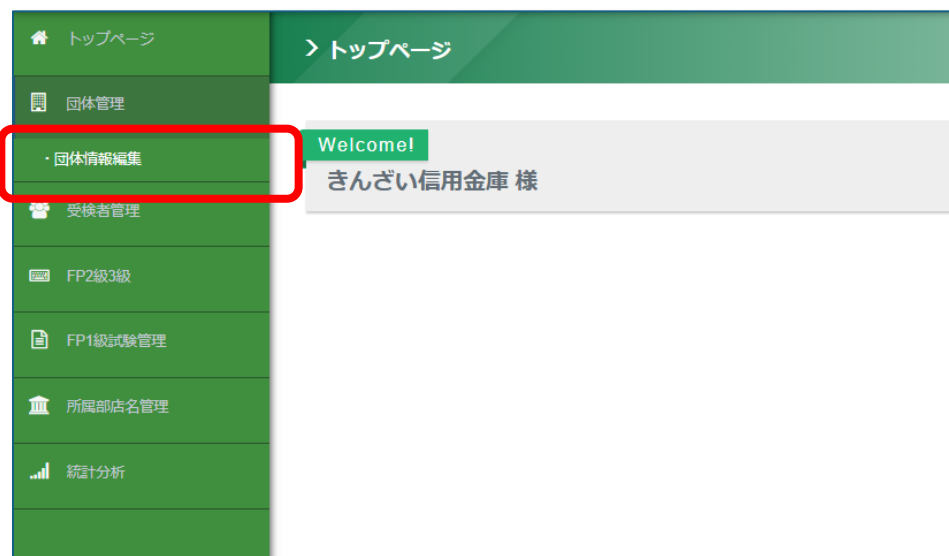 トップページ
団体管理
・団体情報編集
受検者管理
FP2級3級
FP1級試験管理
所属部店名管理
統計分析
> トップページ
Welcome!
きんざい信用金庫 様